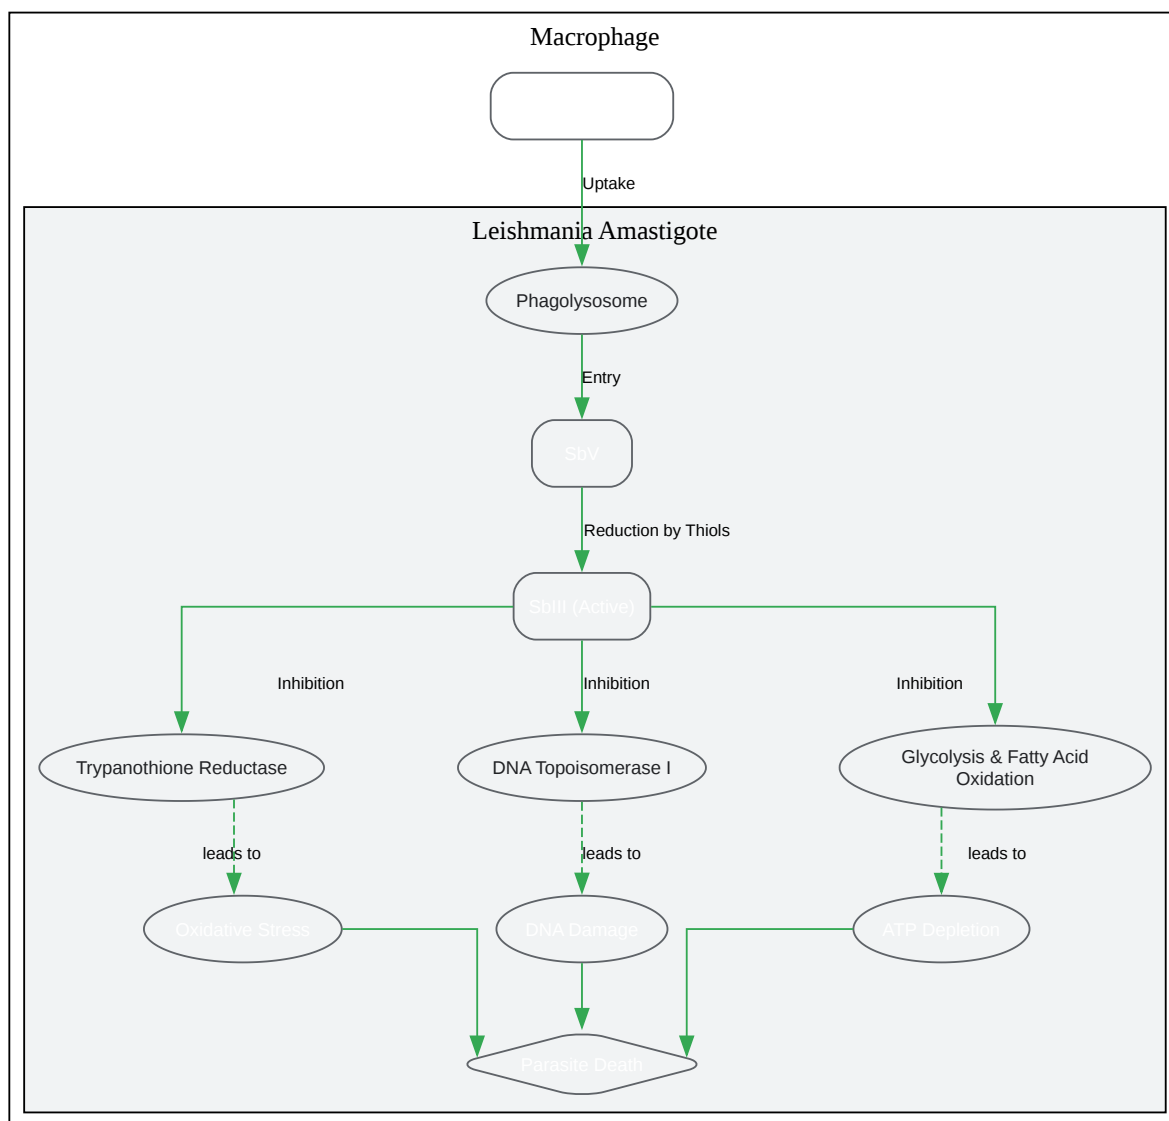 Macrophage
Uptake
Leishmania Amastigote
Phagolysosome
Entry
SbV
Reduction by Thiols
SbIII (Active)
Inhibition
Inhibition
Inhibition
Trypanothione Reductase
DNA Topoisomerase I
Glycolysis & Fatty Acid
Oxidation
leads to
leads to
leads to
Oxidative Stress
DNA Damage
ATP Depletion
Parasite Death